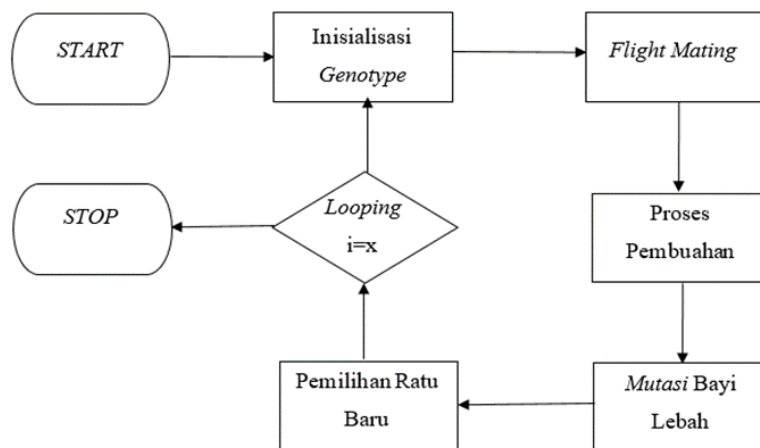 START
Inisialisasi
Genotype
Flight Mating
STOP
Looping
i=x
Proses
Pembuahan
Pemilihan Ratu
Baru
Mutasi Bayi
Lebah